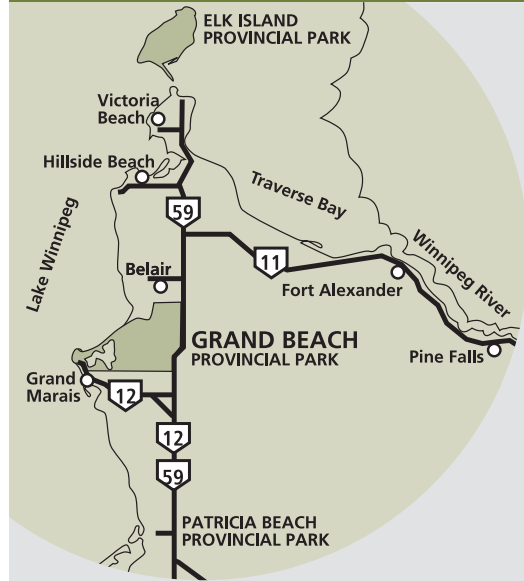 ELK ISLAND
PROVINCIAL PARK
Victoria
Beach
Hillside Beach
Traverse Bay
59
Lake Winnipeg
Winnipeg River
11
Belair
Fort Alexander
GRAND BEACH
PROVINCIAL PARK
Pine Falls
Grand
Marais
12
12
59
PATRICIA BEACH
PROVINCIAL PARK